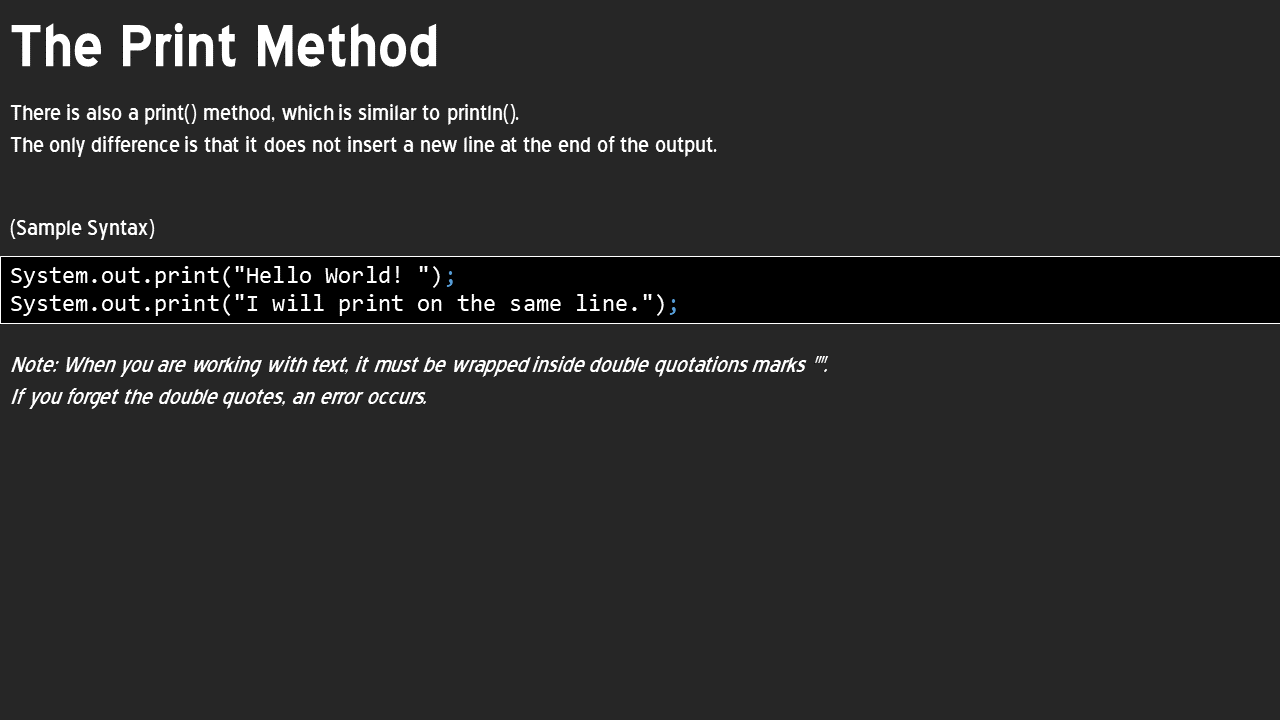 The Print Method
There is also a print() method, which is similar to println().
The only difference is that it does not insert a new line at the end of the output.
(Sample Syntax)
System.out.print("Hello World! ");
System.out.print("I will print on the same line.");
Note: When you are working with text, it must be wrapped inside double quotations marks "".
If you forget the double quotes, an error occurs.